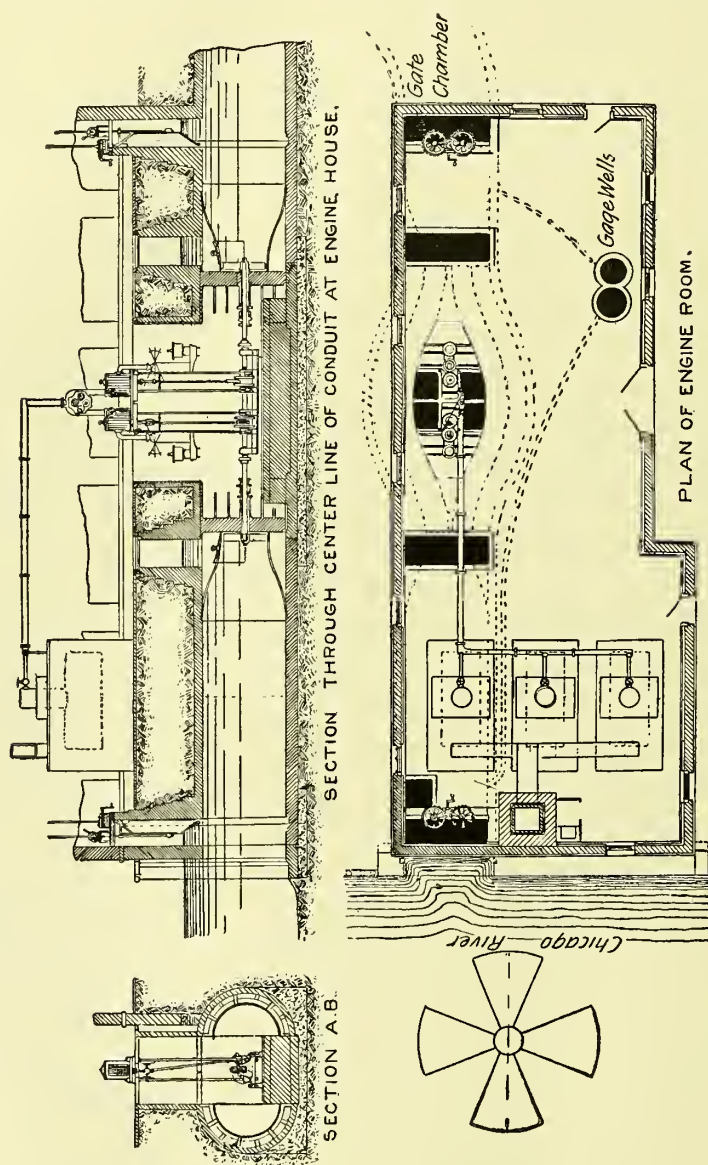 SECTION THROUGH CENTER LINE OF CONDUIT AT ENGINE HOUSE.
SECTION A.B.
Gate
Chamber
Gage Wells
PLAN OF ENGINE ROOM.
Chicago
River